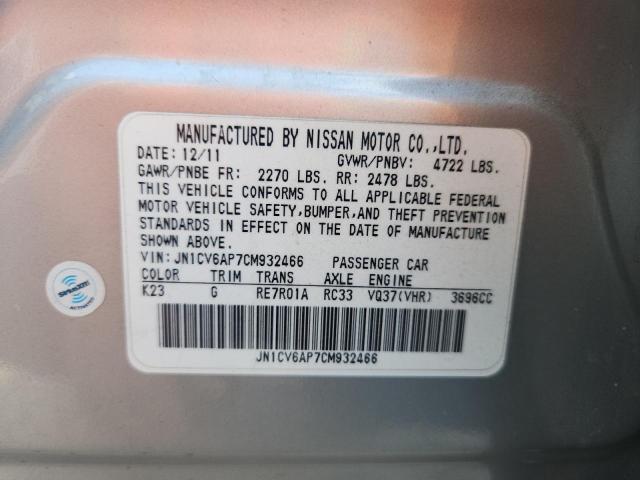 MANUFACTURED BY NISSAN MOTOR CO.,LTD.
DATE: 12/11 GVWR/PNBV: 4722 LBS.
GAWR/PNBE FR: 2270 LBS. RR: 2478 LBS.
THIS VEHICLE CONFORMS TO ALL APPLICABLE FEDERAL
MOTOR VEHICLE SAFETY,BUMPER,AND THEFT PREVENTION
STANDARDS IN EFFECT ON THE DATE OF MANUFACTURE
SHOWN ABOVE.
VIN: JN1CV6AP7CM932466 PASSENGER CAR
COLOR TRIM TRANS AXLE ENGINE
K23 G RE7R01A RC33 VQ37(VHR) 3696CC
JN1CV6AP7CM932466
SiriusXM